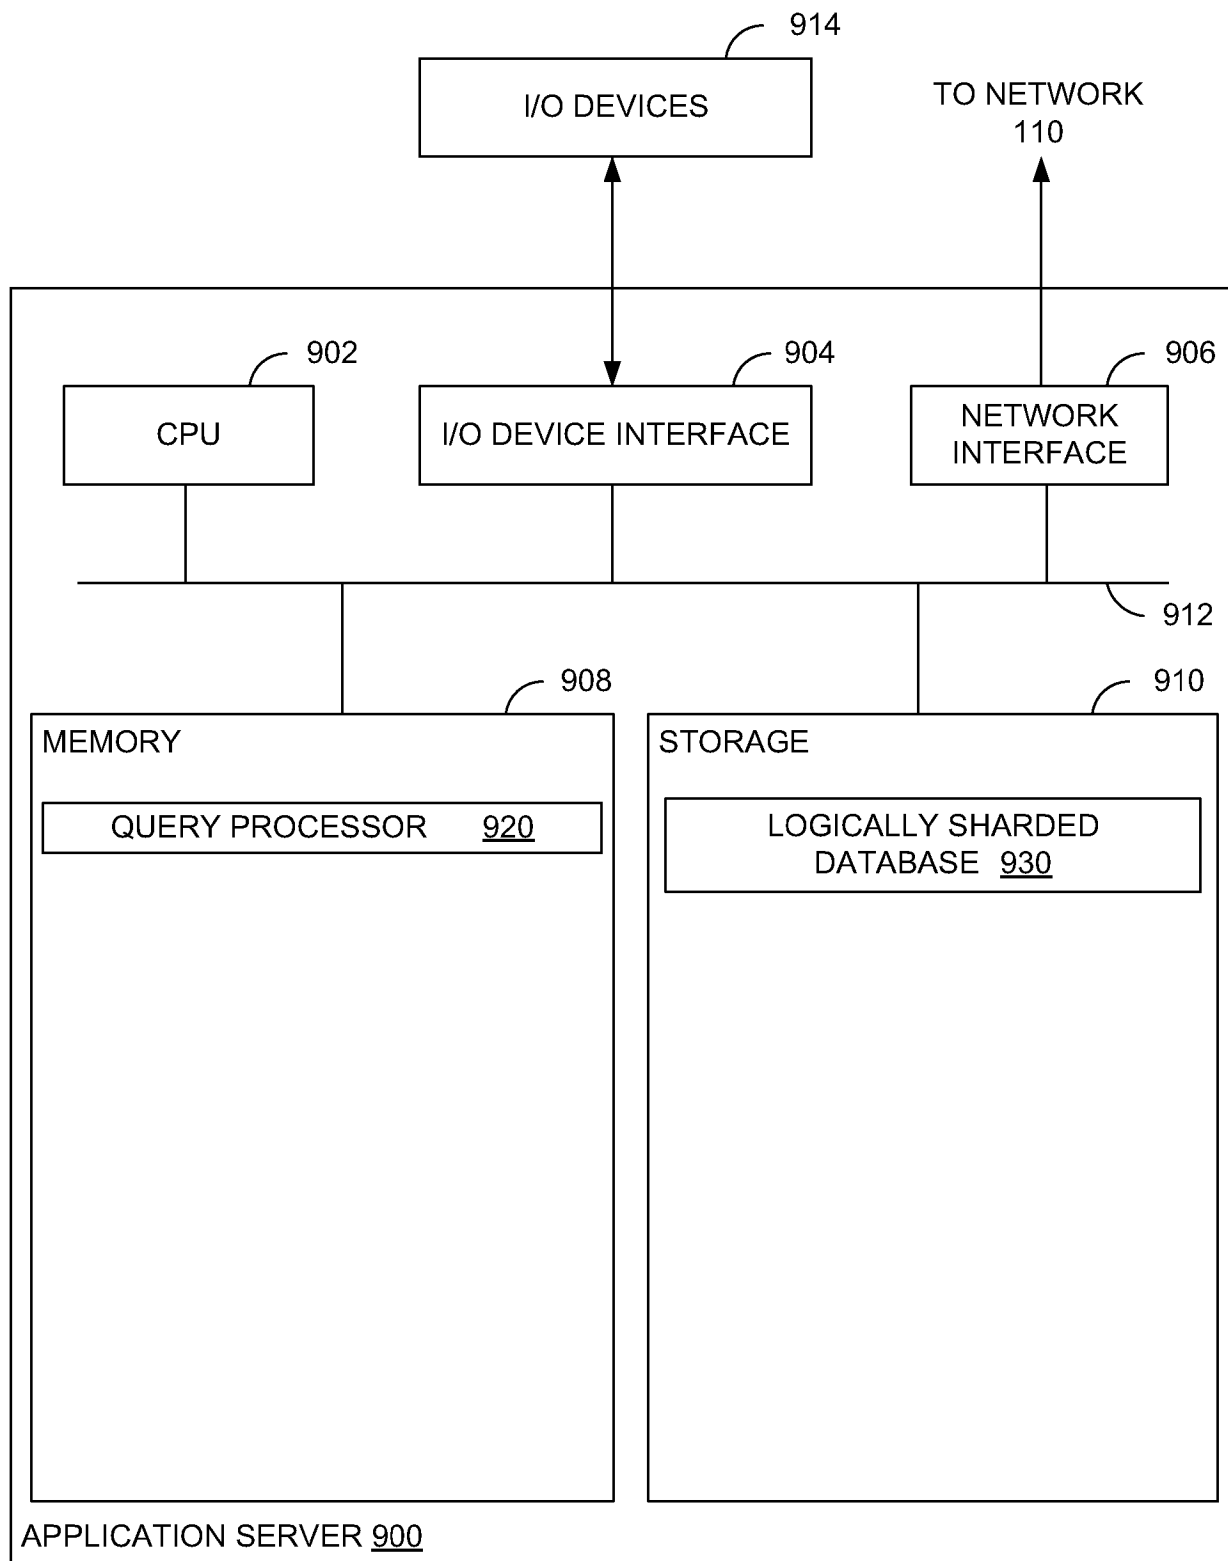 914
I/O DEVICES
TO NETWORK
110
902
904
906
CPU
I/O DEVICE INTERFACE
NETWORK
INTERFACE
912
908
910
MEMORY
STORAGE
QUERY PROCESSOR 920
LOGICALLY SHARDED
DATABASE 930
APPLICATION SERVER 900